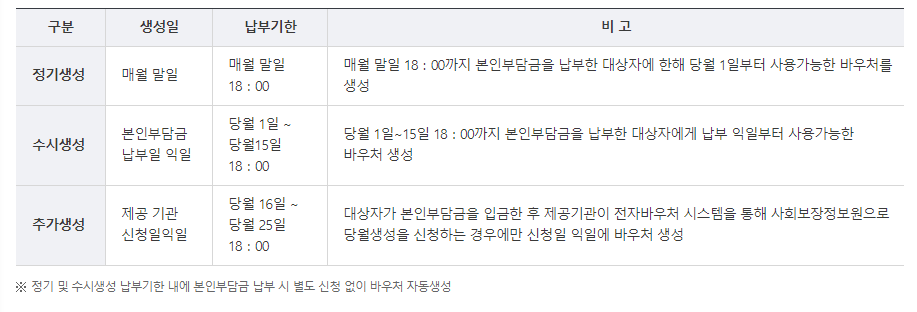 구분 생성일 납부기한 비 고
정기생성 매월 말일 매월 말일
18 : 00 매월 말일 18 : 00까지 본인부담금을 납부한 대상자에 한해 당월 1일부터 사용가능한 바우처를
생성
수시생성 본인부담금
납부일 익일 당월 1일 ~
당월15일
18 : 00 당월 1일~15일 18 : 00까지 본인부담금을 납부한 대상자에게 납부 익일부터 사용가능한
바우처 생성
추가생성 제공 기관
신청일익일 당월 16일 ~
당월 25일
18 : 00 대상자가 본인부담금을 입금한 후 제공기관이 전자바우처 시스템을 통해 사회보장정보원으로
당월생성을 신청하는 경우에만 신청일 익일에 바우처 생성
※ 정기 및 수시생성 납부기한 내에 본인부담금 납부 시 별도 신청 없이 바우처 자동생성